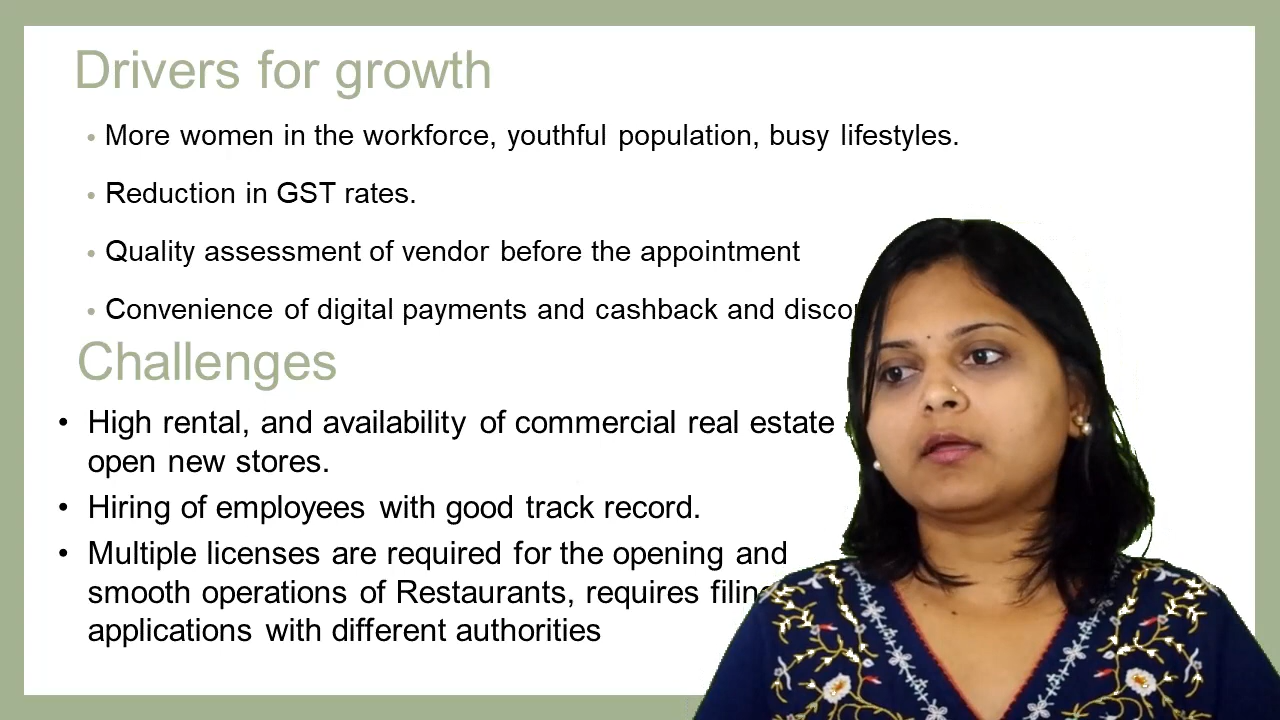 Drivers for growth
• More women in the workforce, youthful population, busy lifestyles.
• Reduction in GST rates.
• Quality assessment of vendor before the appointment
• Convenience of digital payments and cashback and
Challenges
• High rental, and availability of commercial real estate
open new stores.
• Hiring of employees with good track record.
• Multiple licenses are required for the opening and
smooth operations of Restaurants, requires
applications with different authorities